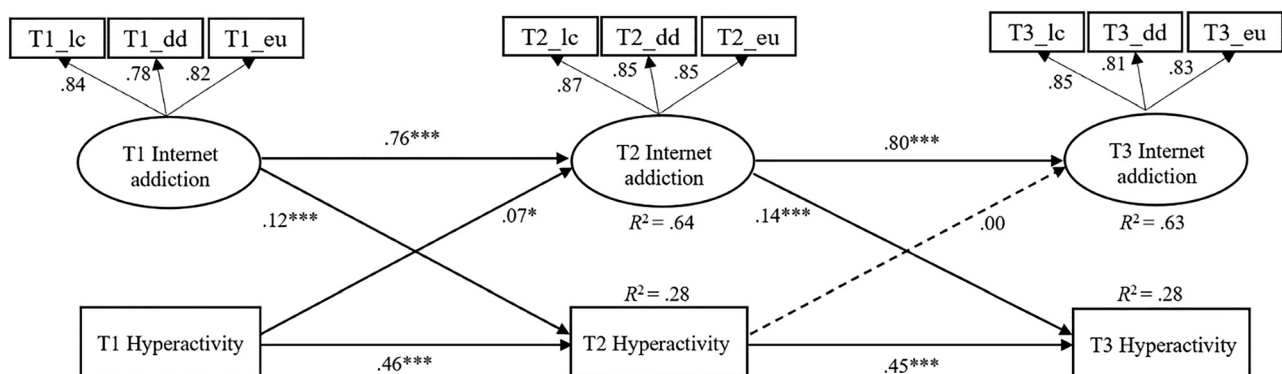 T1_lc T1_dd T1_eu T2_lc T2_dd T2_eu T3_lc T3_dd T3_eu
.84 .78 .82 .87 .85 .85 .85 .81 .83
T1 Internet
addiction
.76***
T2 Internet
addiction
.80***
T3 Internet
addiction
.12***
.07*
R² = .64
.14***
.00
R² = .63
R² = .28
R² = .28
T1 Hyperactivity
.46***
T2 Hyperactivity
.45***
T3 Hyperactivity